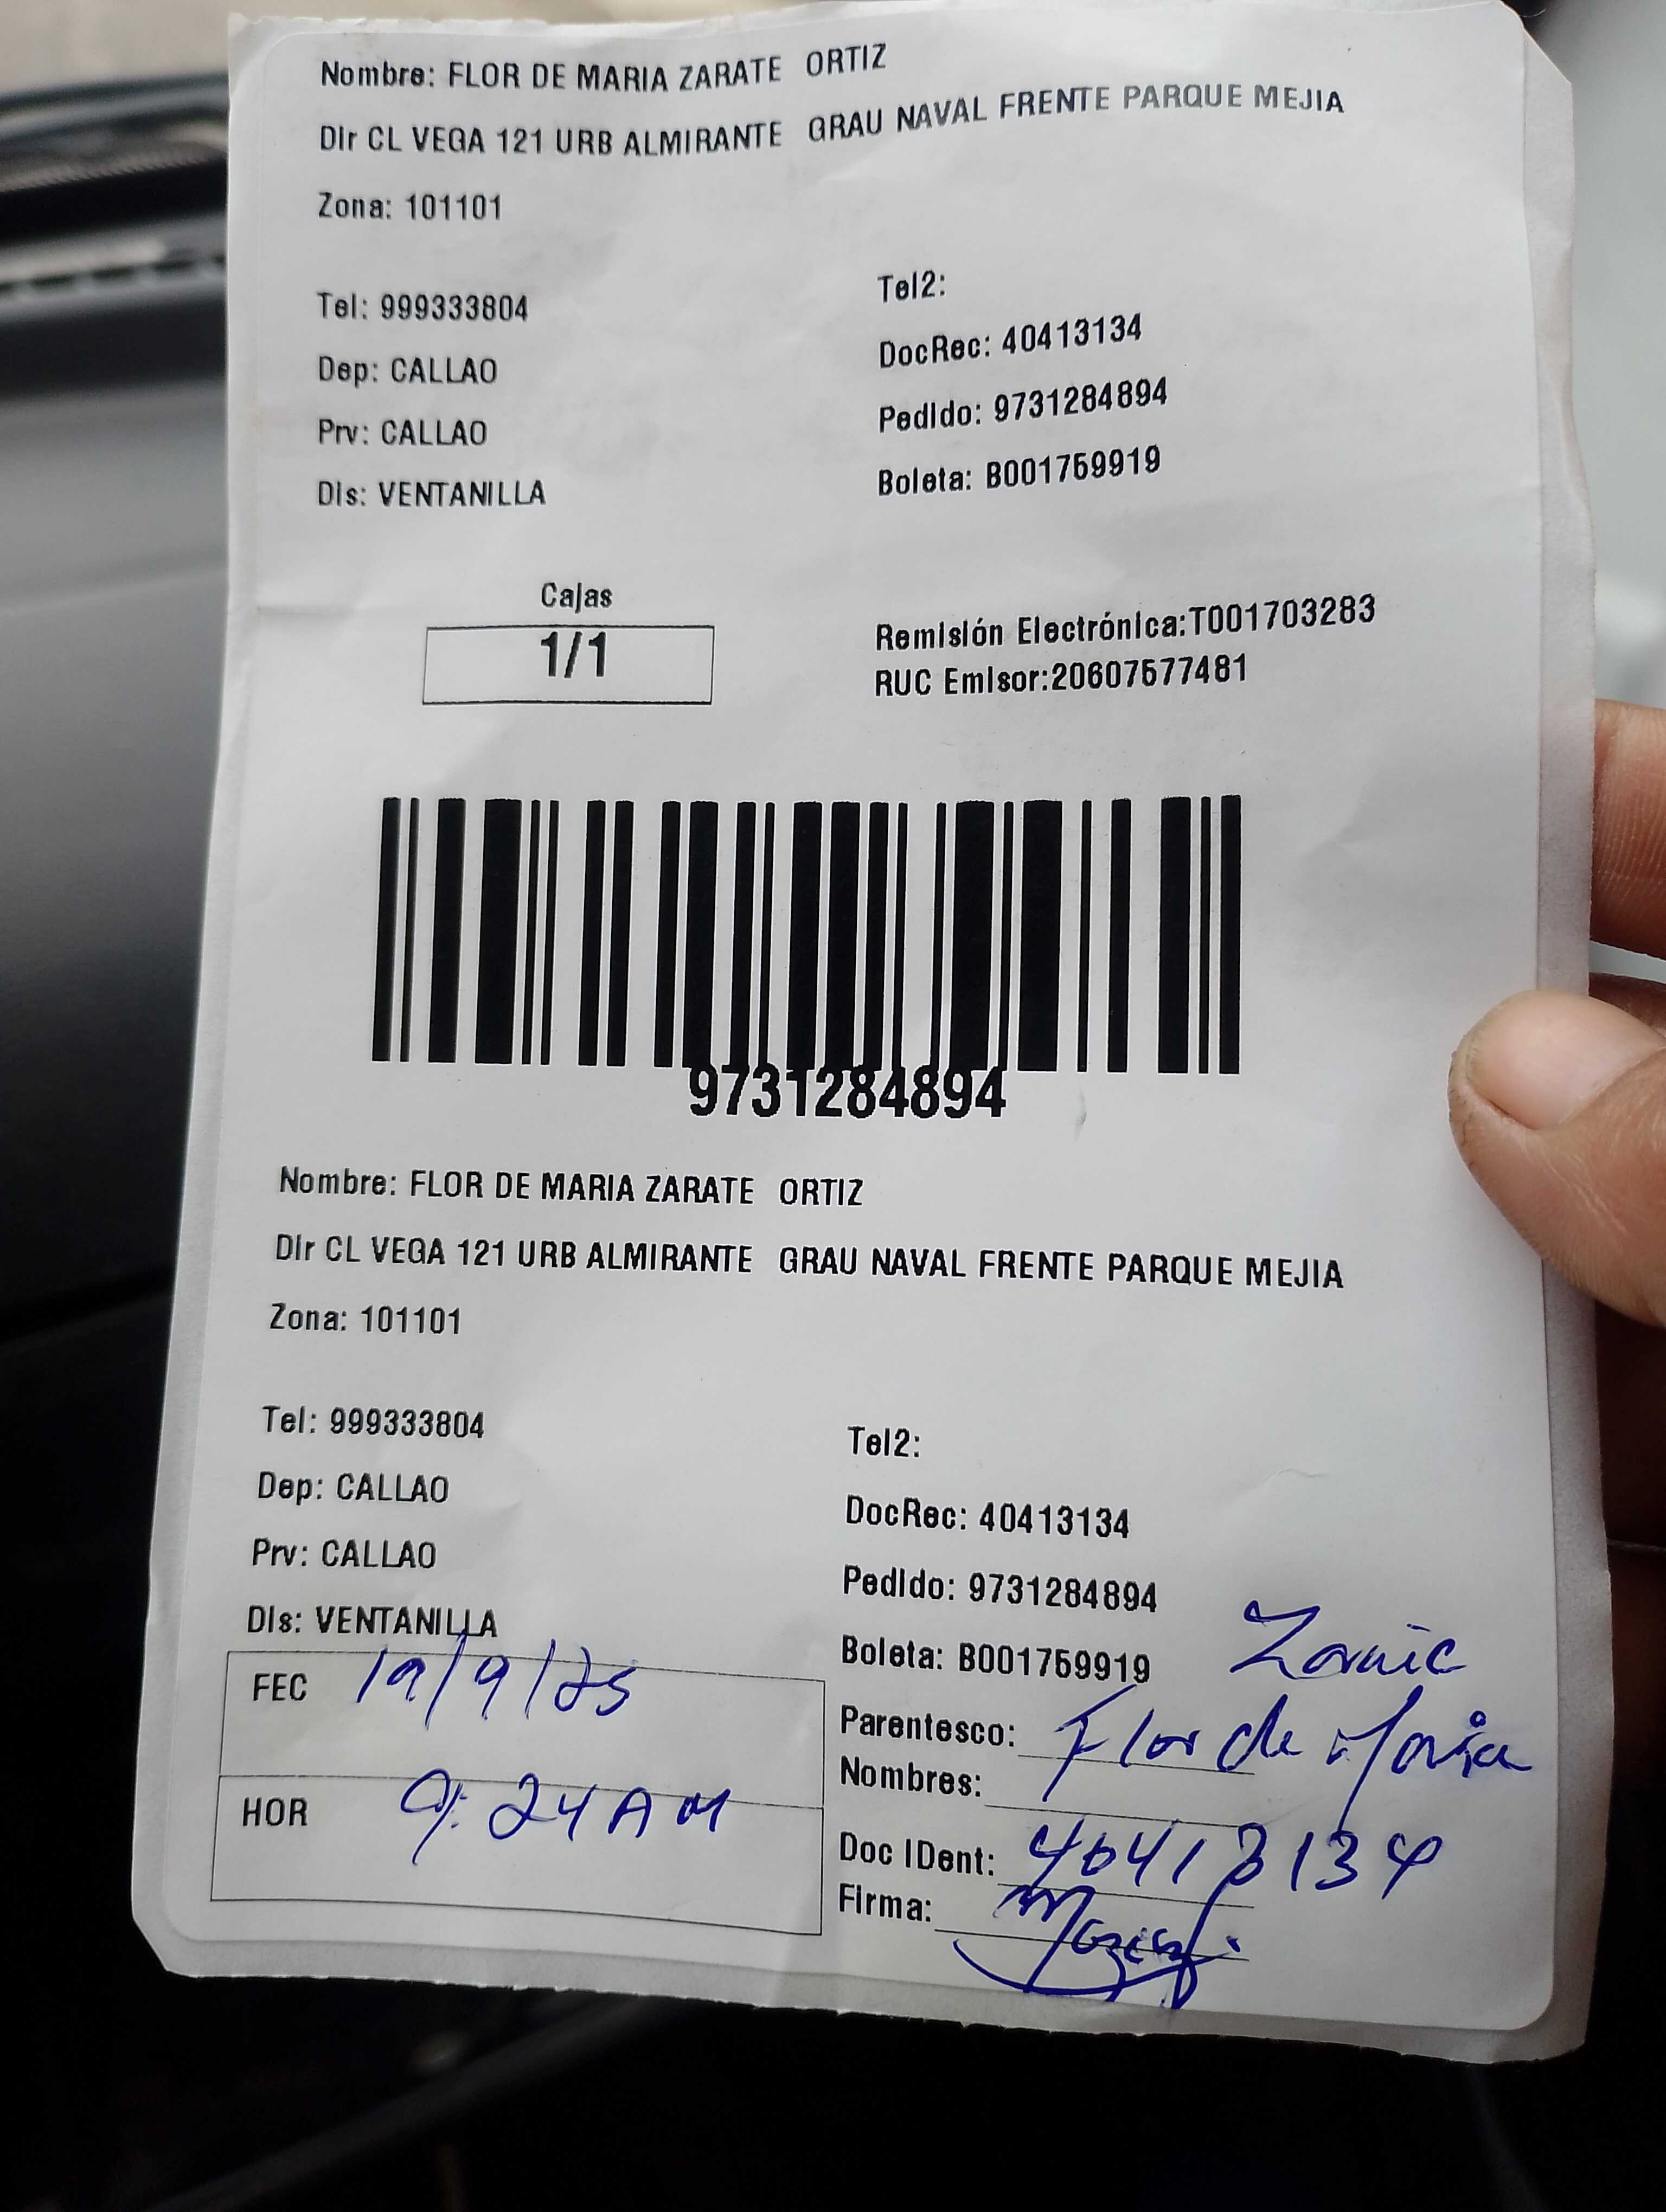 Nombre: FLOR DE MARIA ZARATE ORTIZ
Dir CL VEGA 121 URB ALMIRANTE GRAU NAVAL FRENTE PARQUE MEJIA
Zona: 101101
Tel: 999333804
Tel2:
Dep: CALLAO
DocRec: 40413134
Prv: CALLAO
Pedido: 9731284894
Dis: VENTANILLA
Boleta: B001759919
Cajas
1/1
Remisión Electrónica:T001703283
RUC Emisor:20607577481
9731284894
Nombre: FLOR DE MARIA ZARATE ORTIZ
Dir CL VEGA 121 URB ALMIRANTE GRAU NAVAL FRENTE PARQUE MEJIA
Zona: 101101
Tel: 999333804
Tel2:
Dep: CALLAO
DocRec: 40413134
Prv: CALLAO
Pedido: 9731284894
Dis: VENTANILLA
Boleta: B001759919
FEC 19/9/25
Parentesco: Flor de Maria
Nombres:
HOR 9:24 AM
Doc IDent: 40413134
Firma: